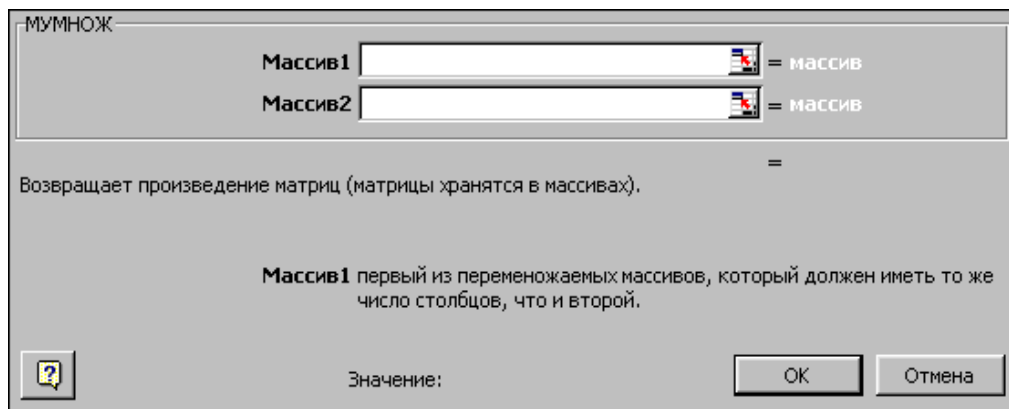 МУМНОЖ
Массив1 = массив
Массив2 = массив
=
Возвращает произведение матриц (матрицы хранятся в массивах).
Массив1 первый из переменожаемых массивов, который должен иметь то же
число столбцов, что и второй.
Значение: OK Отмена